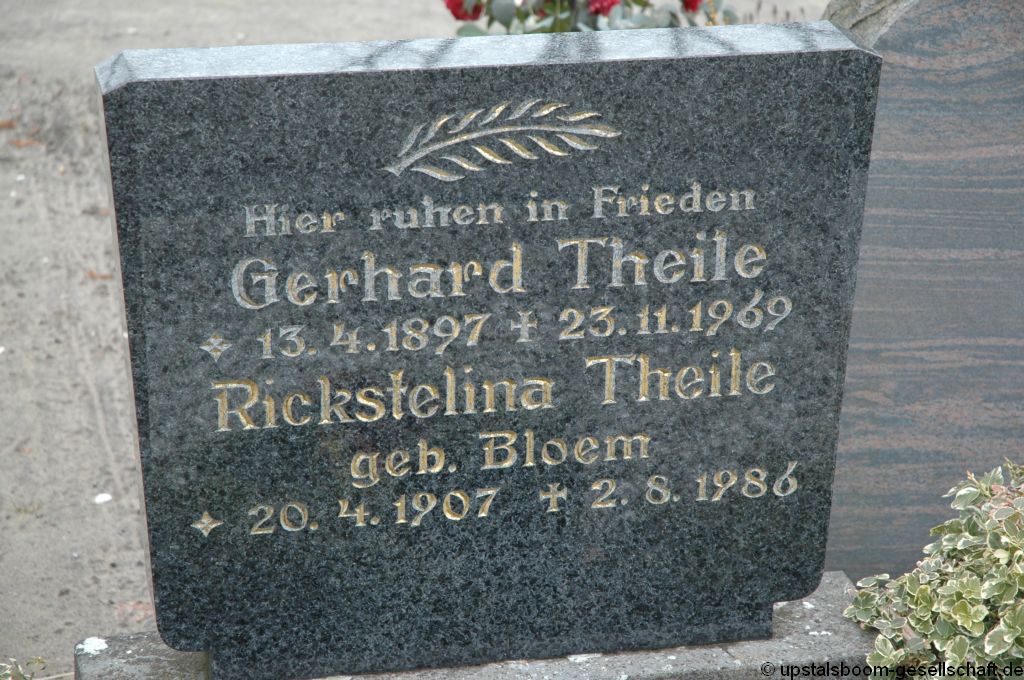 Hier ruhen in Frieden
Gerhard Theile
13. 4. 1897 ✝ 23. 11. 1969
Rickstelina Theile
geb. Bloem
20. 4. 1907 ✝ 2. 8. 1986
© upstalsboom-gesellschaft.de